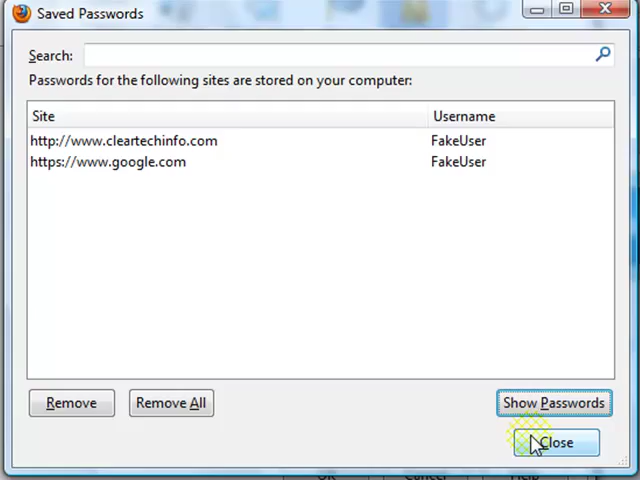 Saved Passwords
Search:
Passwords for the following sites are stored on your computer:
Site Username
http://www.cleartechinfo.com FakeUser
https://www.google.com FakeUser
Remove Remove All Show Passwords
Close